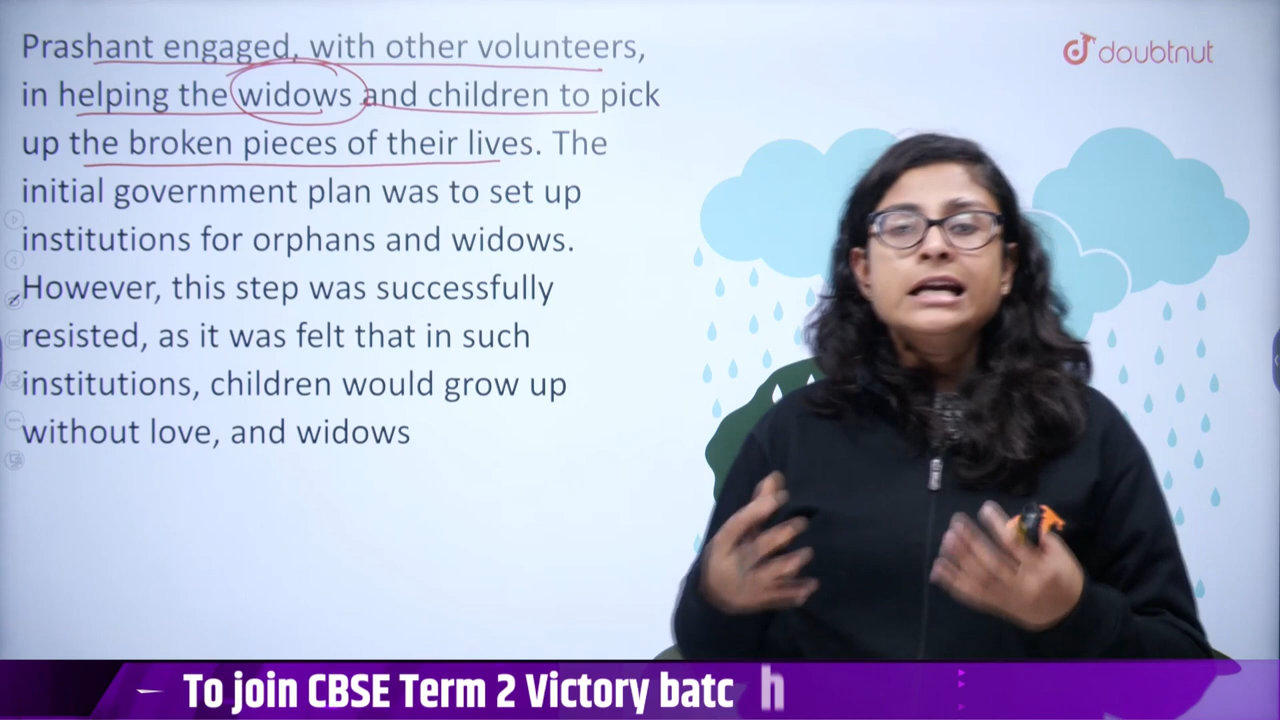 Prashant engaged, with other volunteers,
in helping the widows and children to pick
up the broken pieces of their lives. The
initial government plan was to set up
institutions for orphans and widows.
However, this step was successfully
resisted, as it was felt that in such
institutions, children would grow up
without love, and widows
doubtnut
To join CBSE Term 2 Victory batc h